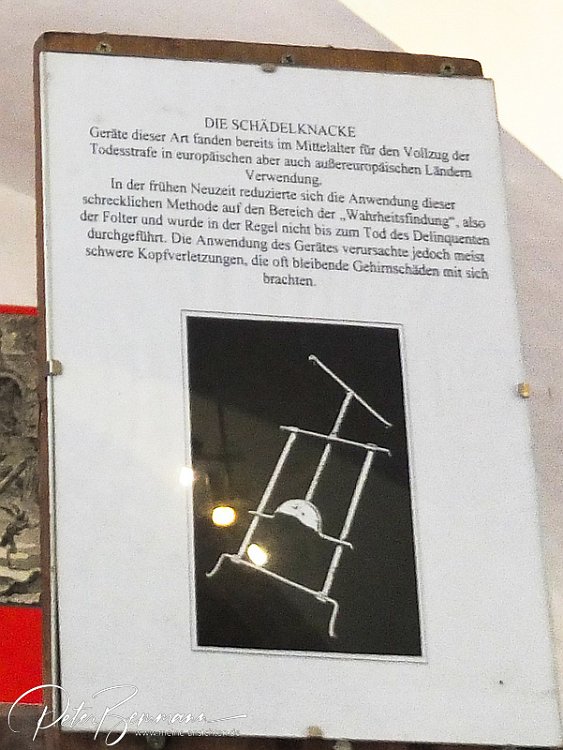 DIE SCHÄDELKNACKE
Geräte dieser Art fanden bereits im Mittelalter für den Vollzug der
Todesstrafe in europäischen aber auch außereuropäischen Ländern
Verwendung.
In der frühen Neuzeit reduzierte sich die Anwendung dieser
schrecklichen Methode auf den Bereich der „Wahrheitsfindung“, also
der Folter und wurde in der Regel nicht bis zum Tod des Delinquenten
durchgeführt. Die Anwendung des Gerätes verursachte jedoch meist
schwere Kopfverletzungen, die oft bleibende Gehirnschäden mit sich
brachten.
Peter Bemmann